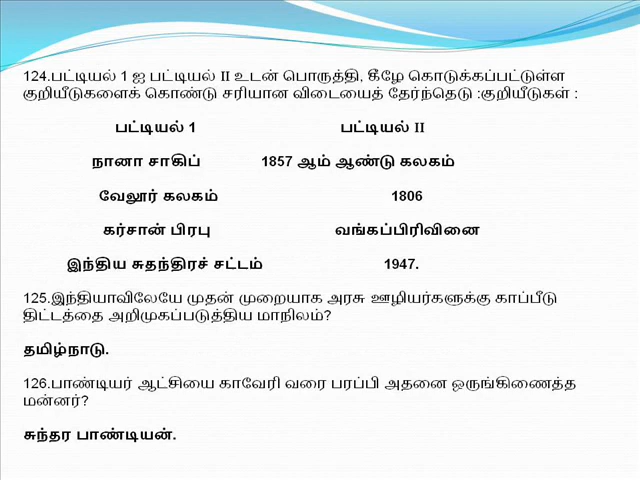 124.பட்டியல் 1 ஐ பட்டியல் II உடன் பொருத்தி, கீழே கொடுக்கப்பட்டுள்ள
குறியீடுகளைக் கொண்டு சரியான விடையைத் தேர்ந்தெடு :குறியீடுகள் :
பட்டியல் 1 பட்டியல் II
நானா சாகிப் 1857 ஆம் ஆண்டு கலகம்
வேலூர் கலகம் 1806
கர்சான் பிரபு வங்கப்பிரிவினை
இந்திய சுதந்திரச் சட்டம் 1947.
125.இந்தியாவிலேயே முதன் முறையாக அரசு ஊழியர்களுக்கு காப்பீடு
திட்டத்தை அறிமுகப்படுத்திய மாநிலம்?
தமிழ்நாடு.
126.பாண்டியர் ஆட்சியை காவேரி வரை பரப்பி அதனை ஒருங்கிணைத்த
மன்னர்?
சுந்தர பாண்டியன்.